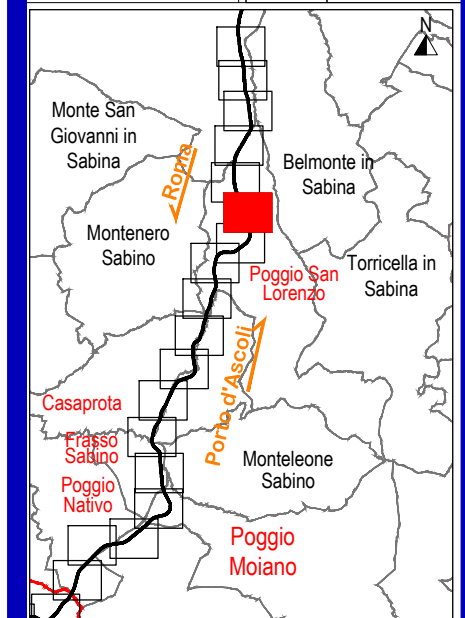 N
Monte San
Giovanni in
Sabina
Roma
Belmonte in
Sabina
Montenero
Sabino
Torricella in
Sabina
Poggio San
Lorenzo
Porto d'Ascoli
Casaprota
Frasso
Sabino
Monteleone
Sabino
Poggio
Nativo
Poggio
Moiano